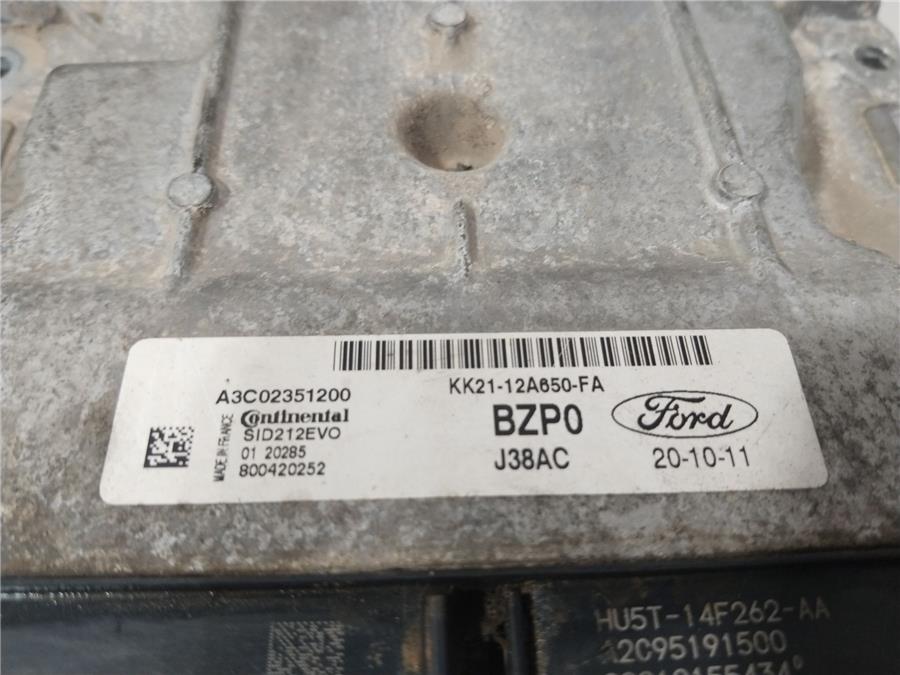 A3C02351200
Continental
SID212EVO
01 20285
800420252
MADE IN FRANCE
KK21-12A650-FA
BZP0
Ford
J38AC
20-10-11
HU5T-14F262-AA
A2C95191500